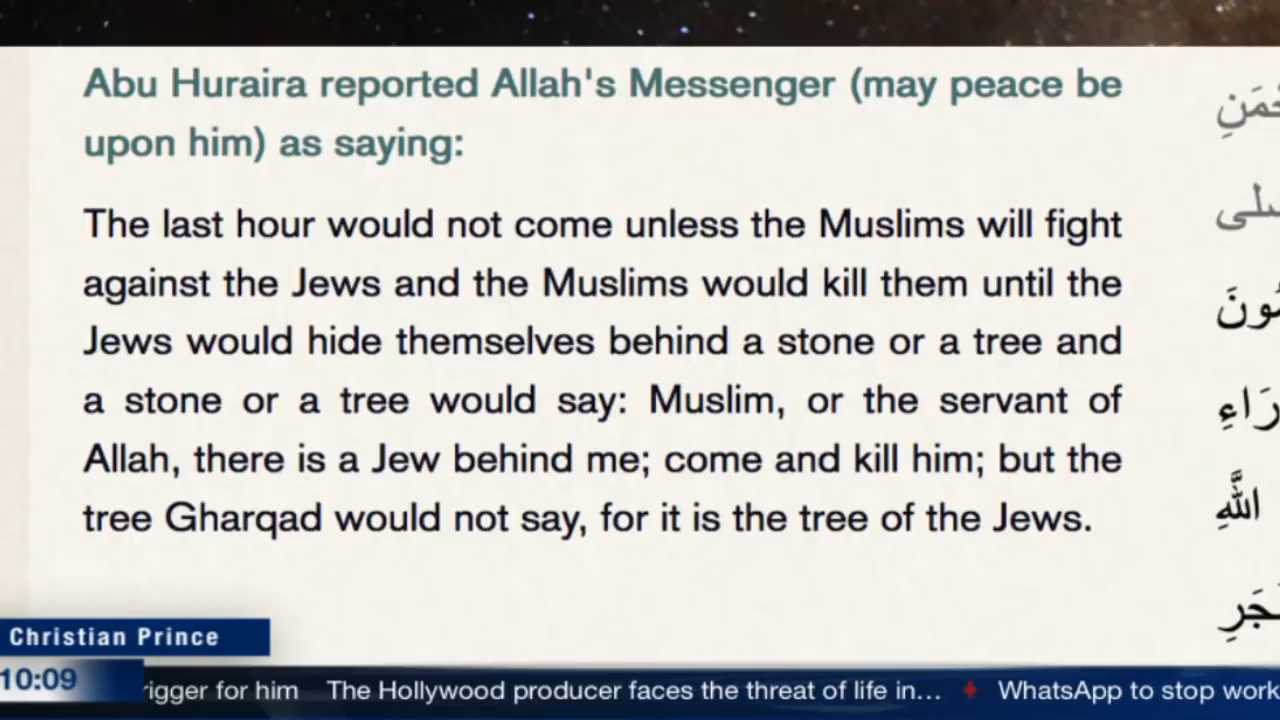 Abu Huraira reported Allah's Messenger (may peace be
upon him) as saying:
The last hour would not come unless the Muslims will fight
against the Jews and the Muslims would kill them until the
Jews would hide themselves behind a stone or a tree and
a stone or a tree would say: Muslim, or the servant of
Allah, there is a Jew behind me; come and kill him; but the
tree Gharqad would not say, for it is the tree of the Jews.
اللَّهِ
Christian Prince
10:09
rigger for him The Hollywood producer faces the threat of life in... WhatsApp to stop work